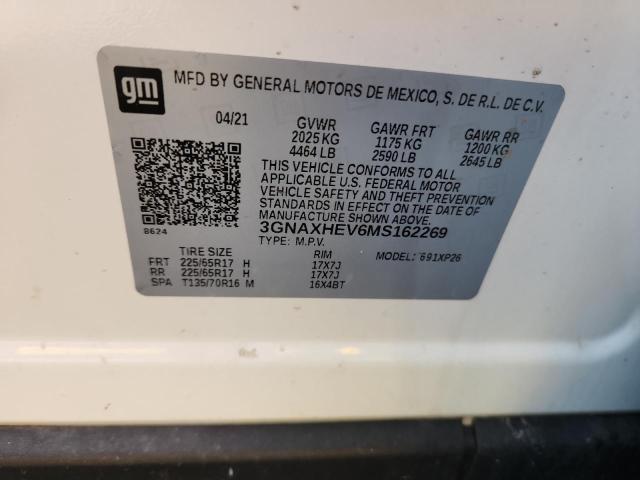 gm MFD BY GENERAL MOTORS DE MEXICO, S. DE R.L. DE C.V.
04/21 GVWR GAWR FRT GAWR RR
2025 KG 1175 KG 1200 KG
4464 LB 2590 LB 2645 LB
THIS VEHICLE CONFORMS TO ALL
APPLICABLE U.S. FEDERAL MOTOR
VEHICLE SAFETY AND THEFT PREVENTION
STANDARDS IN EFFECT ON THE DATE OF
MANUFACTURE SHOWN ABOVE.
8624 3GNAXHEV6MS162269
TYPE: M.P.V. MODEL: 691XP26
TIRE SIZE RIM
FRT 225/65R17 H 17X7J
RR 225/65R17 H 17X7J
SPA T135/70R16 M 16X4BT